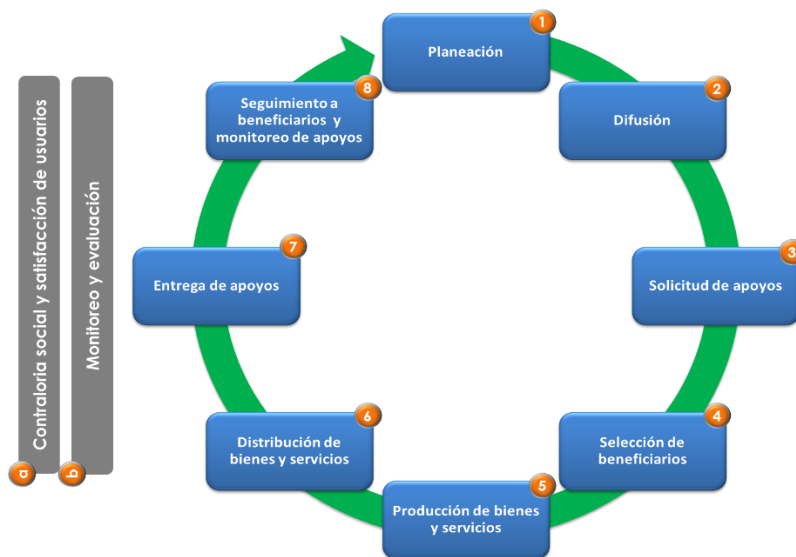 1
Planeación
2
Difusión
3
Solicitud de apoyos
4
Selección de
beneficiarios
5
Producción de bienes
y servicios
6
Distribución de
bienes y servicios
7
Entrega de apoyos
8
Seguimiento a
beneficiarios y
monitoreo de apoyos
a
Contraloria social y satisfacción de usuarios
b
Monitoreo y evaluación